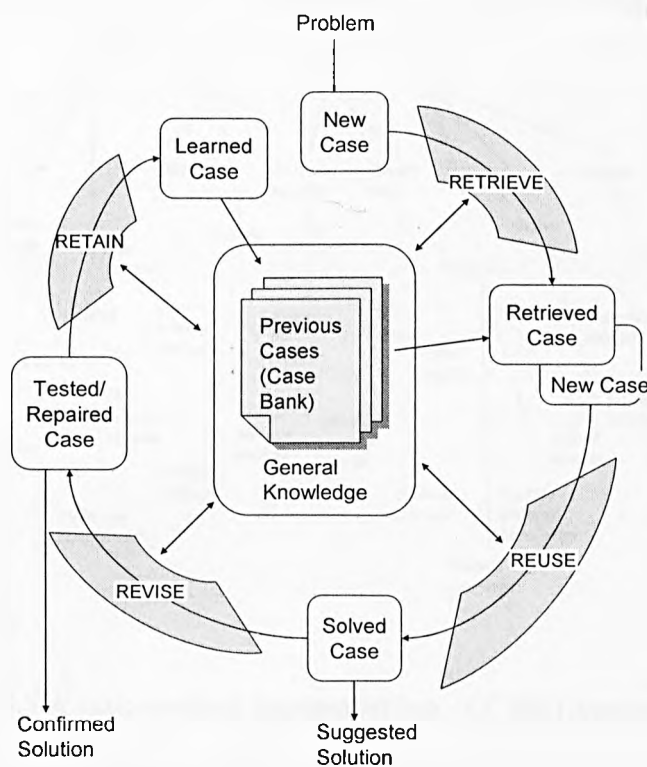 Problem
New
Case
Learned
Case
RETRIEVE
RETAIN
Previous
Cases
(Case
Bank)
Retrieved
Case
New Case
Tested/
Repaired
Case
General
Knowledge
REUSE
REVISE
Solved
Case
Confirmed
Solution
Suggested
Solution